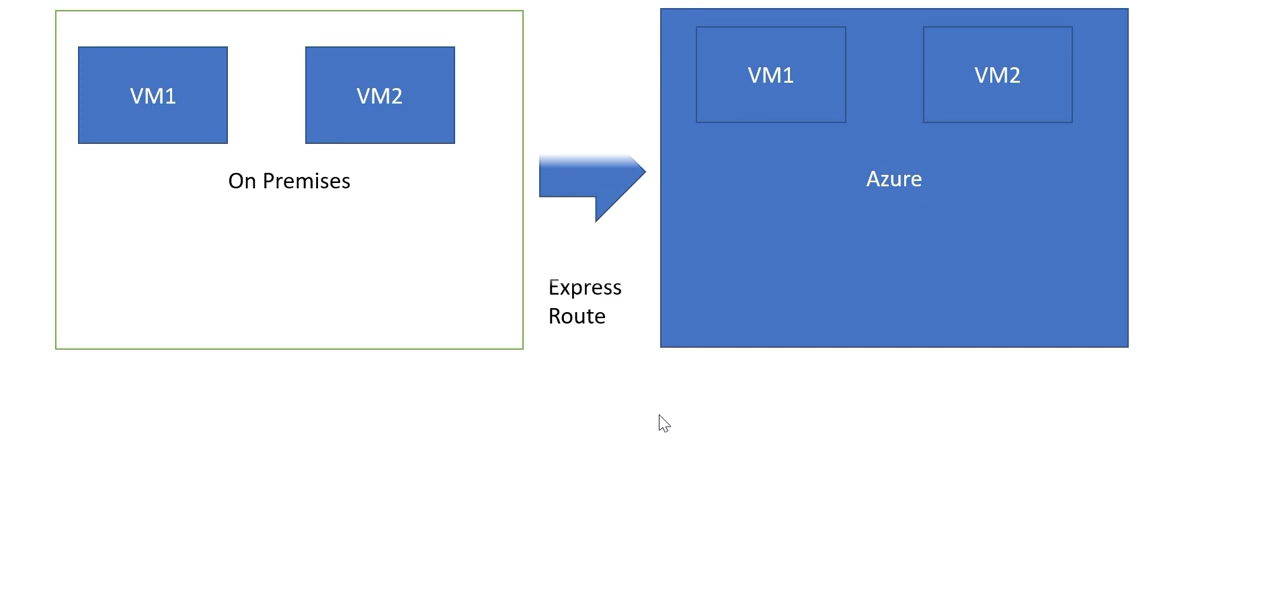 VM1
VM2
On Premises
Express
Route
VM1
VM2
Azure